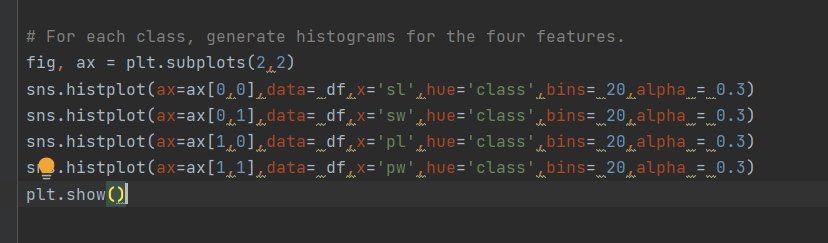 # For each class, generate histograms for the four features.
fig, ax = plt.subplots(2,2)
sns.histplot(ax=ax[0,0],data= df,x='sl',hue='class',bins= 20,alpha = 0.3)
sns.histplot(ax=ax[0,1],data= df,x='sw',hue='class',bins= 20,alpha = 0.3)
sns.histplot(ax=ax[1,0],data= df,x='pl',hue='class',bins= 20,alpha = 0.3)
sns.histplot(ax=ax[1,1],data= df,x='pw',hue='class',bins= 20,alpha = 0.3)
plt.show()